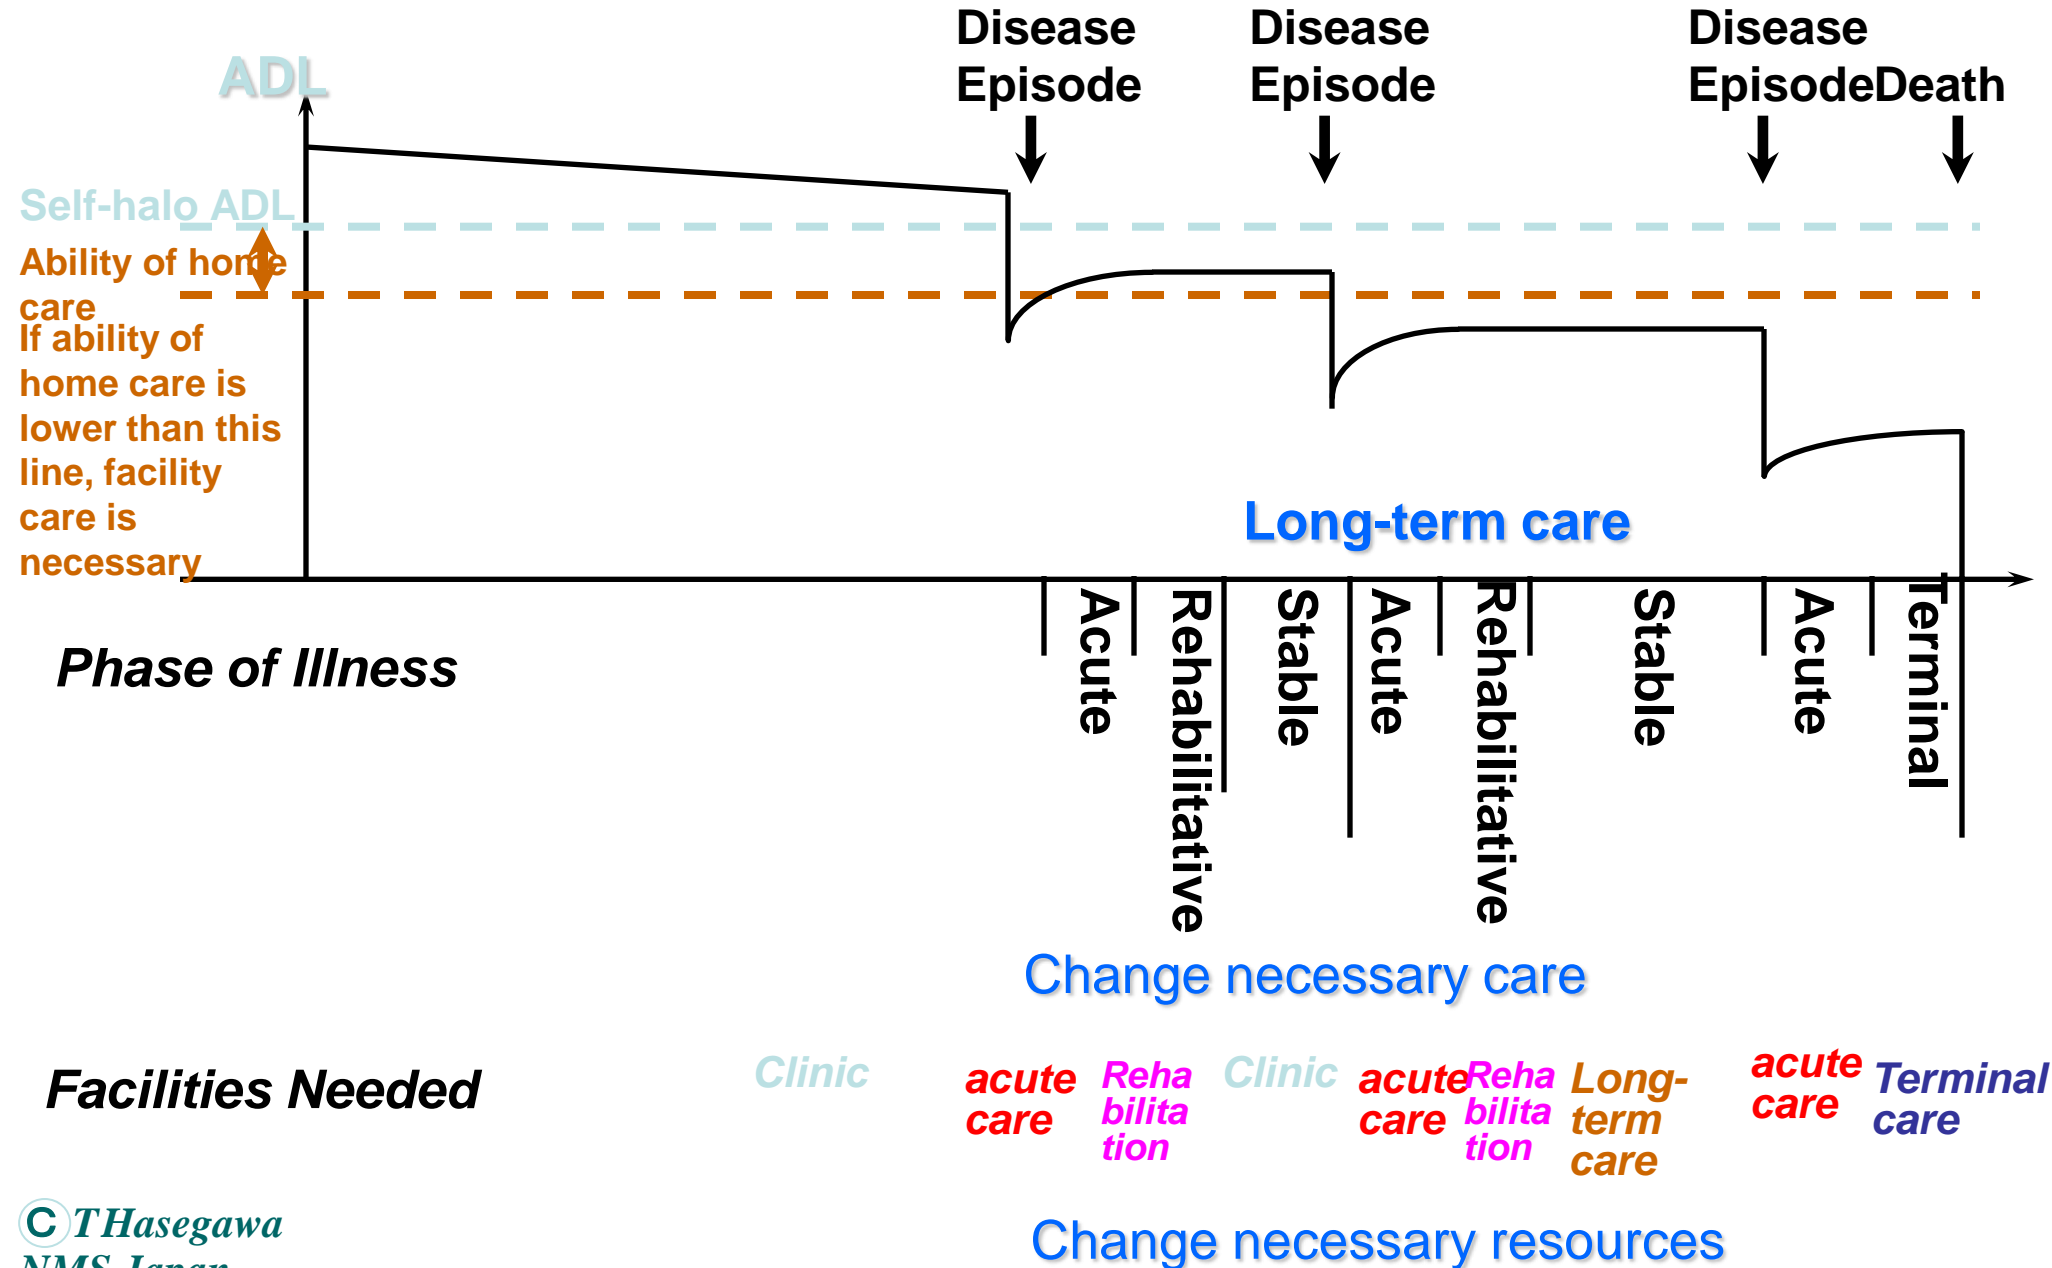 Disease
Episode
Disease
Episode
Disease
EpisodeDeath
ADL
Self-halo ADL
Ability of home
care
If ability of
home care is
lower than this
line, facility
care is
necessary
Long-term care
Phase of Illness
Acute
Rehabilitative
Stable
Acute
Rehabilitative
Stable
Acute
Terminal
Change necessary care
Facilities Needed
Clinic
acute
care
Reha
bilita
tion
Clinic
acute
care
Reha
bilita
tion
Long-
term
care
acute
care
Terminal
care
© THasegawa
NMS Japan
Change necessary resources